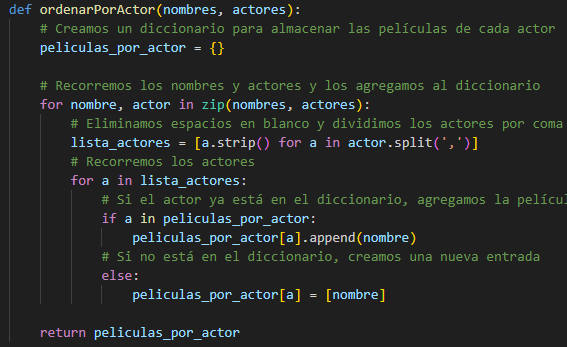 def ordenarPorActor(nombres, actores):
# Creamos un diccionario para almacenar las películas de cada actor
peliculas_por_actor = {}
# Recorremos los nombres y actores y los agregamos al diccionario
for nombre, actor in zip(nombres, actores):
# Eliminamos espacios en blanco y dividimos los actores por coma
lista_actores = [a.strip() for a in actor.split(',')]
# Recorremos los actores
for a in lista_actores:
# Si el actor ya está en el diccionario, agregamos la pelícu
if a in peliculas_por_actor:
peliculas_por_actor[a].append(nombre)
# Si no está en el diccionario, creamos una nueva entrada
else:
peliculas_por_actor[a] = [nombre]
return peliculas_por_actor